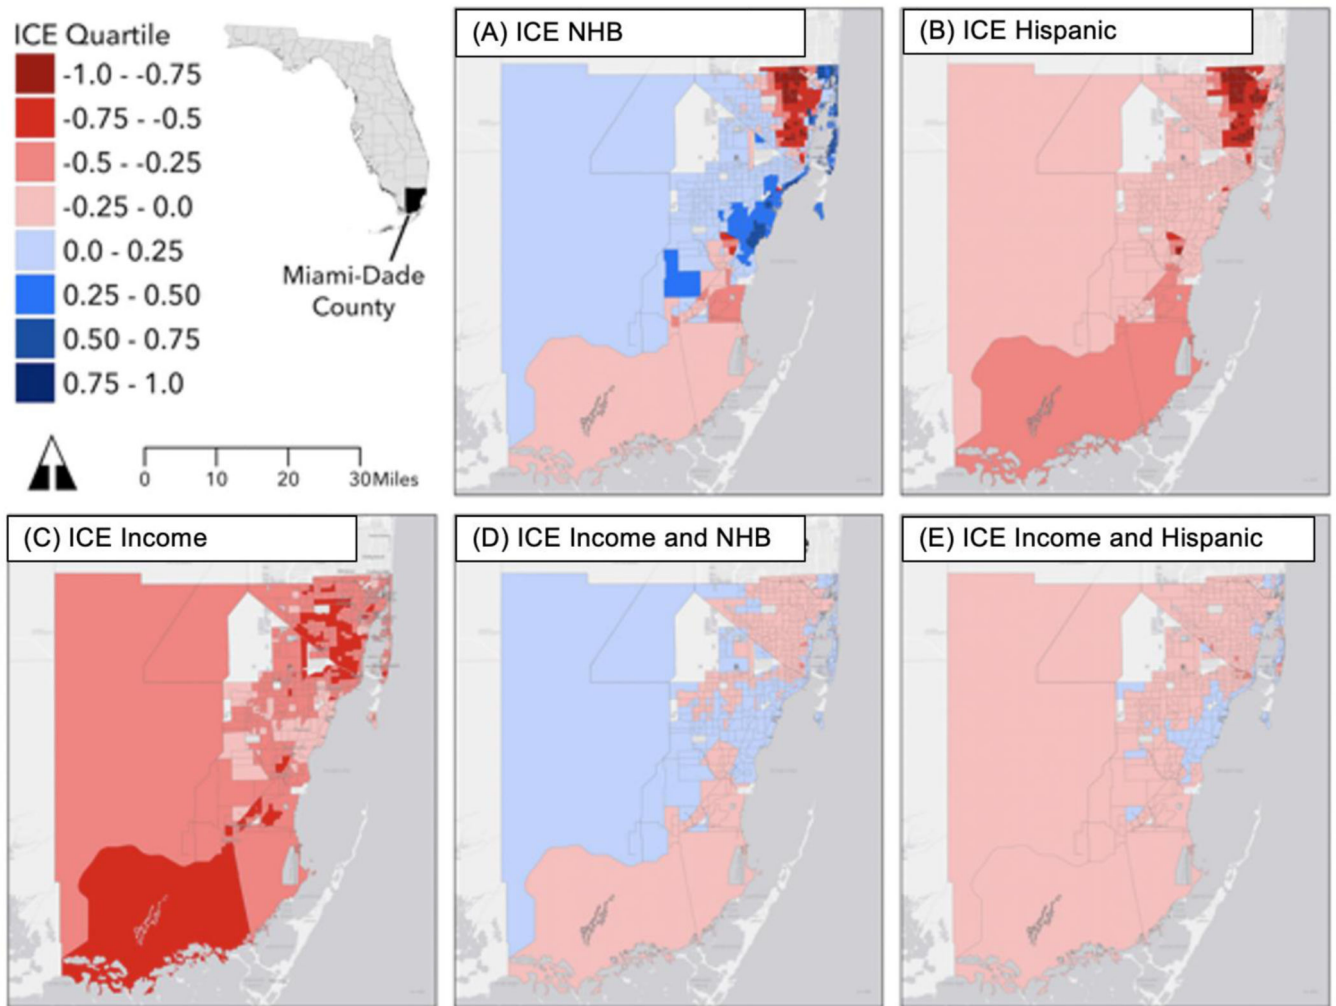 ICE Quartile
-1.0 - -0.75
-0.75 - -0.5
-0.5 - -0.25
-0.25 - 0.0
0.0 - 0.25
0.25 - 0.50
0.50 - 0.75
0.75 - 1.0
Miami-Dade
County
0 10 20 30Miles
(A) ICE NHB
(B) ICE Hispanic
(C) ICE Income
(D) ICE Income and NHB
(E) ICE Income and Hispanic